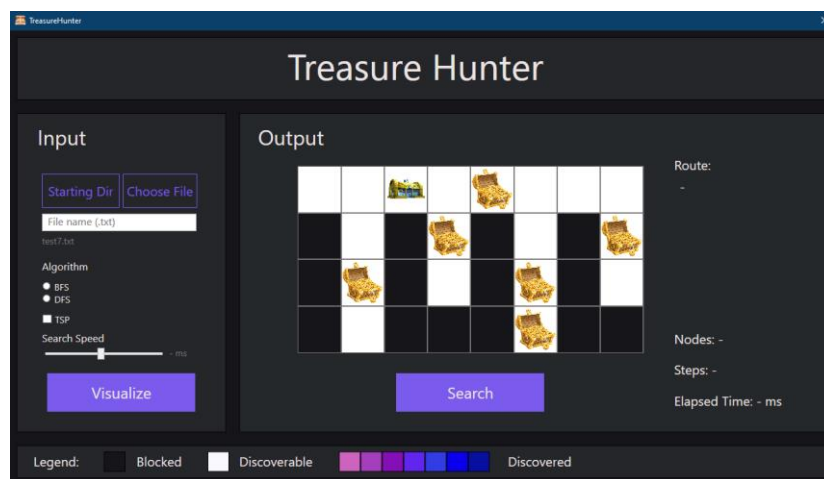 TreasureHunter
Treasure Hunter
Input
Starting Dir Choose File
File name (.txt)
test7.txt
Algorithm
BFS
DFS
TSP
Search Speed
- ms
Visualize
Output
Route:
-
Nodes: -
Steps: -
Elapsed Time: - ms
Search
Legend: Blocked Discoverable Discovered